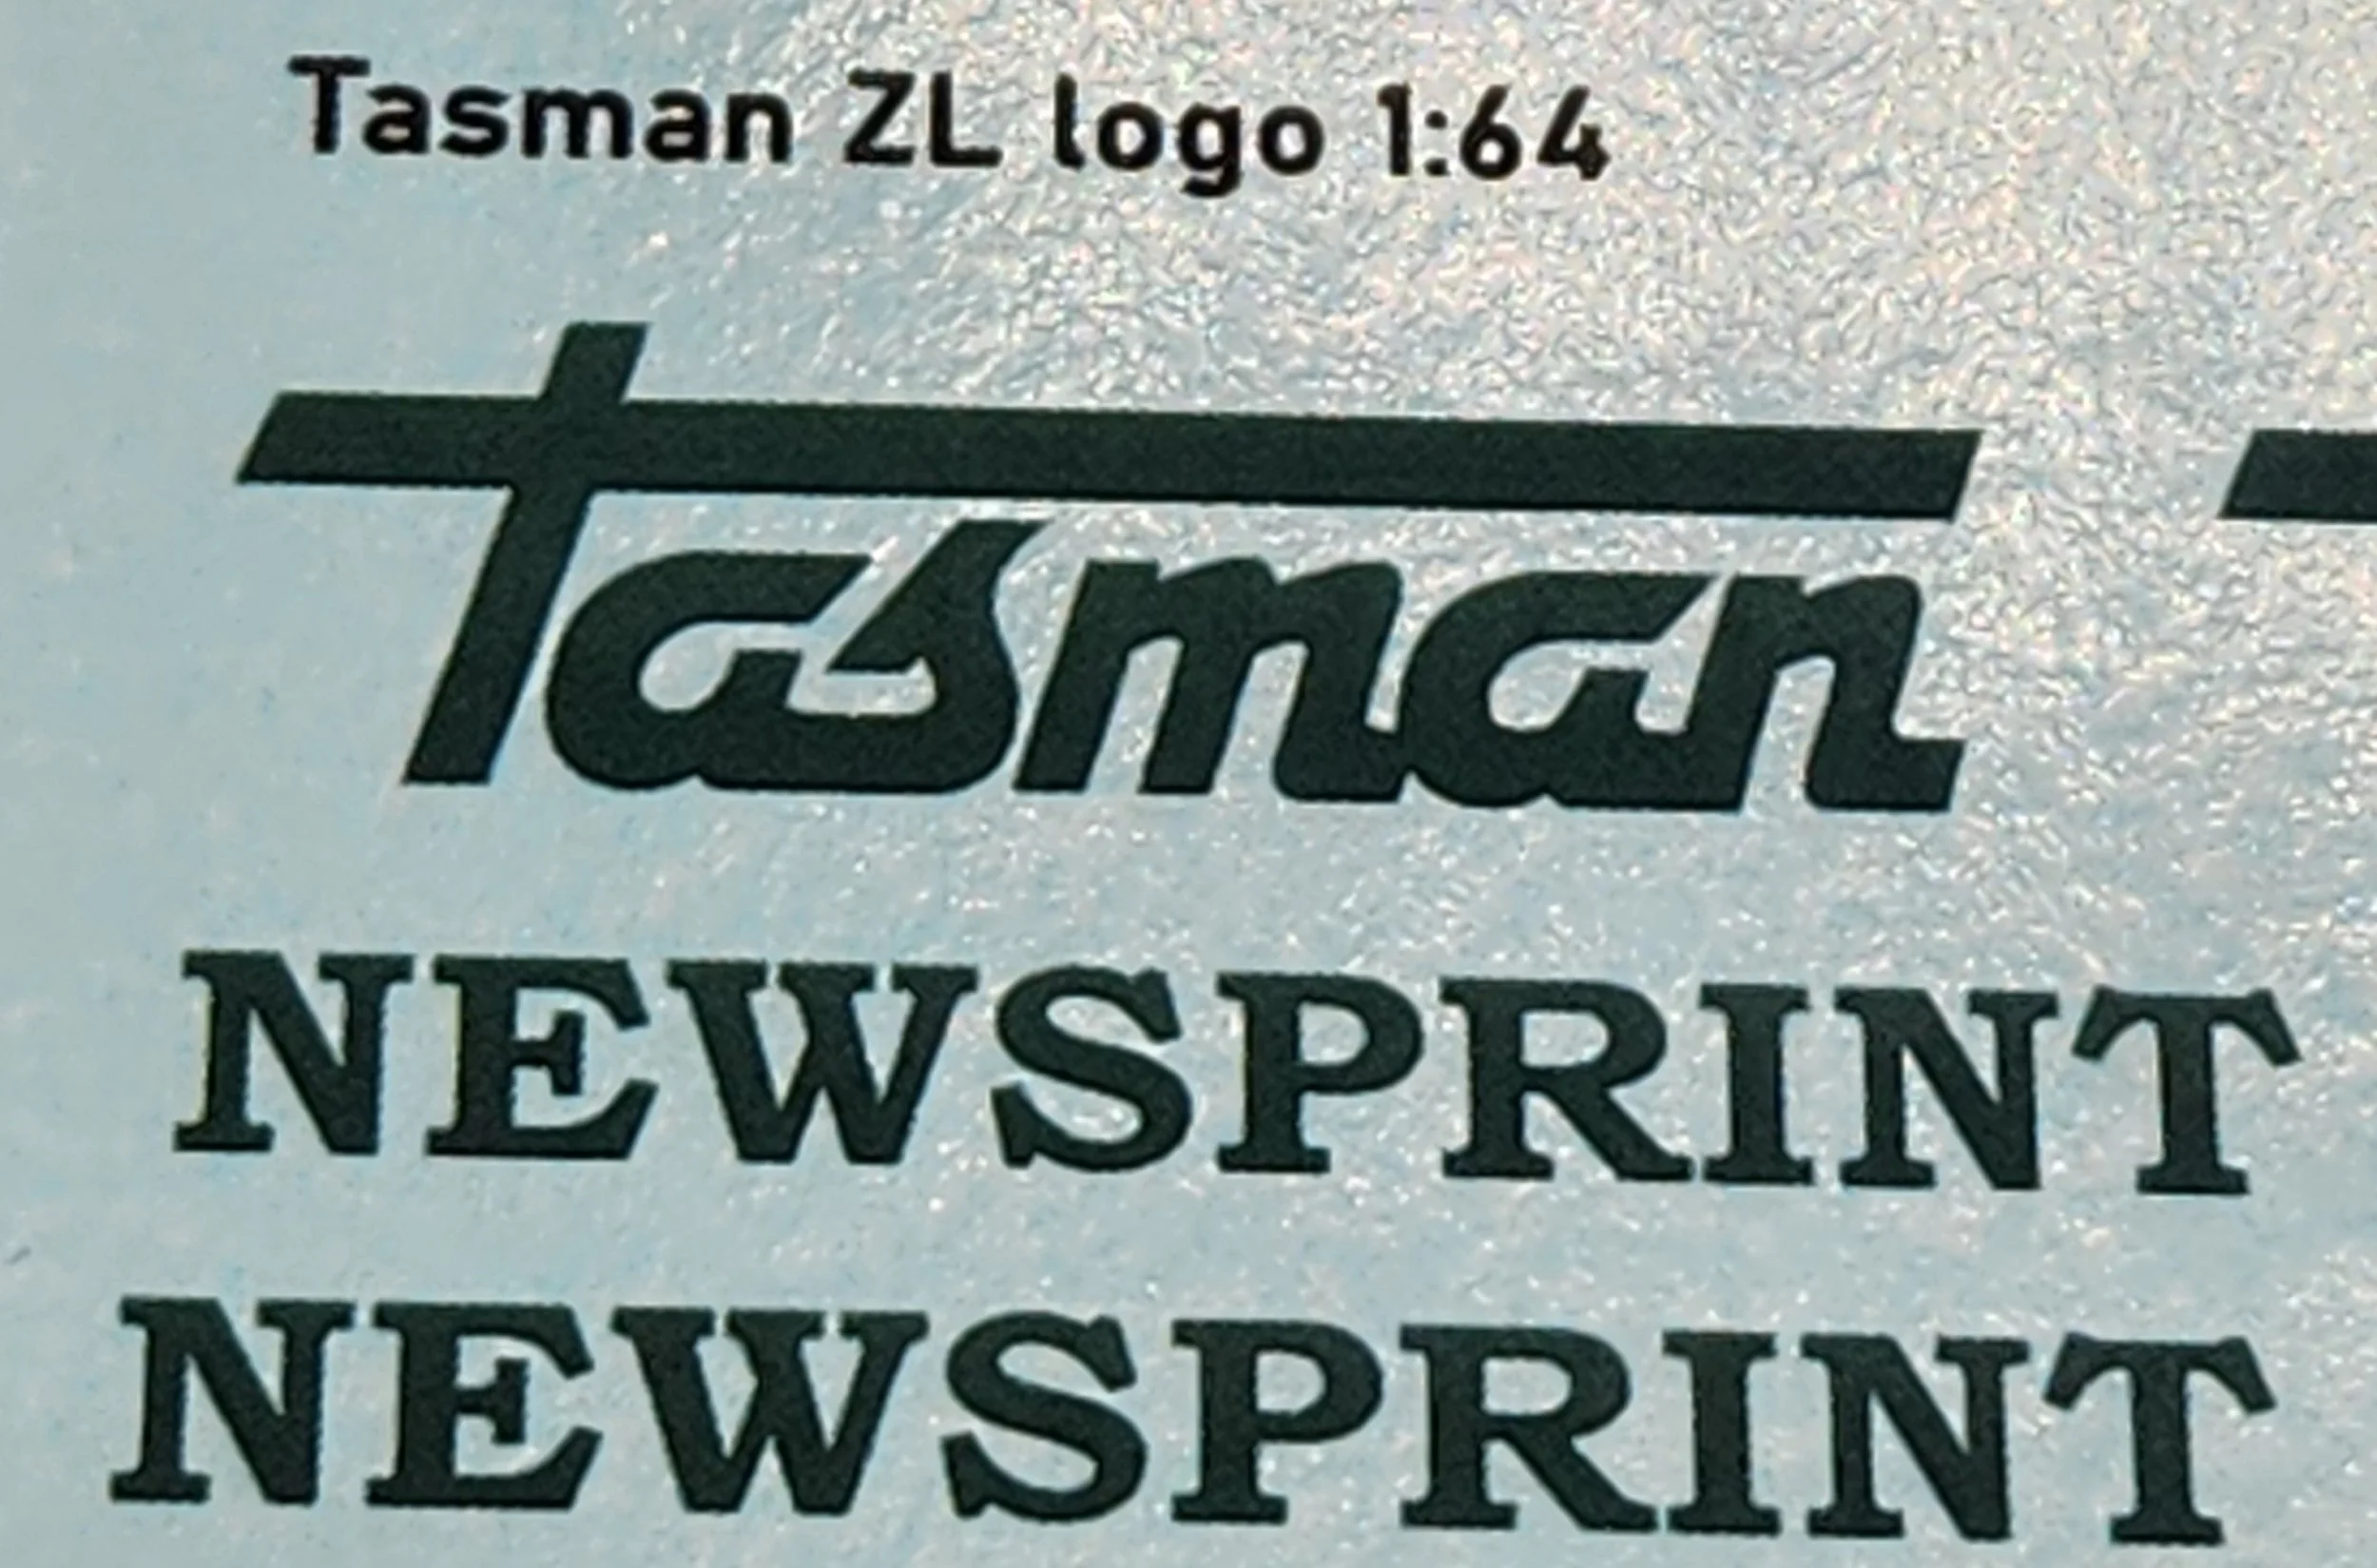 Tasman ZL logo 1:64
Tasman
NEWSPRINT
NEWSPRINT